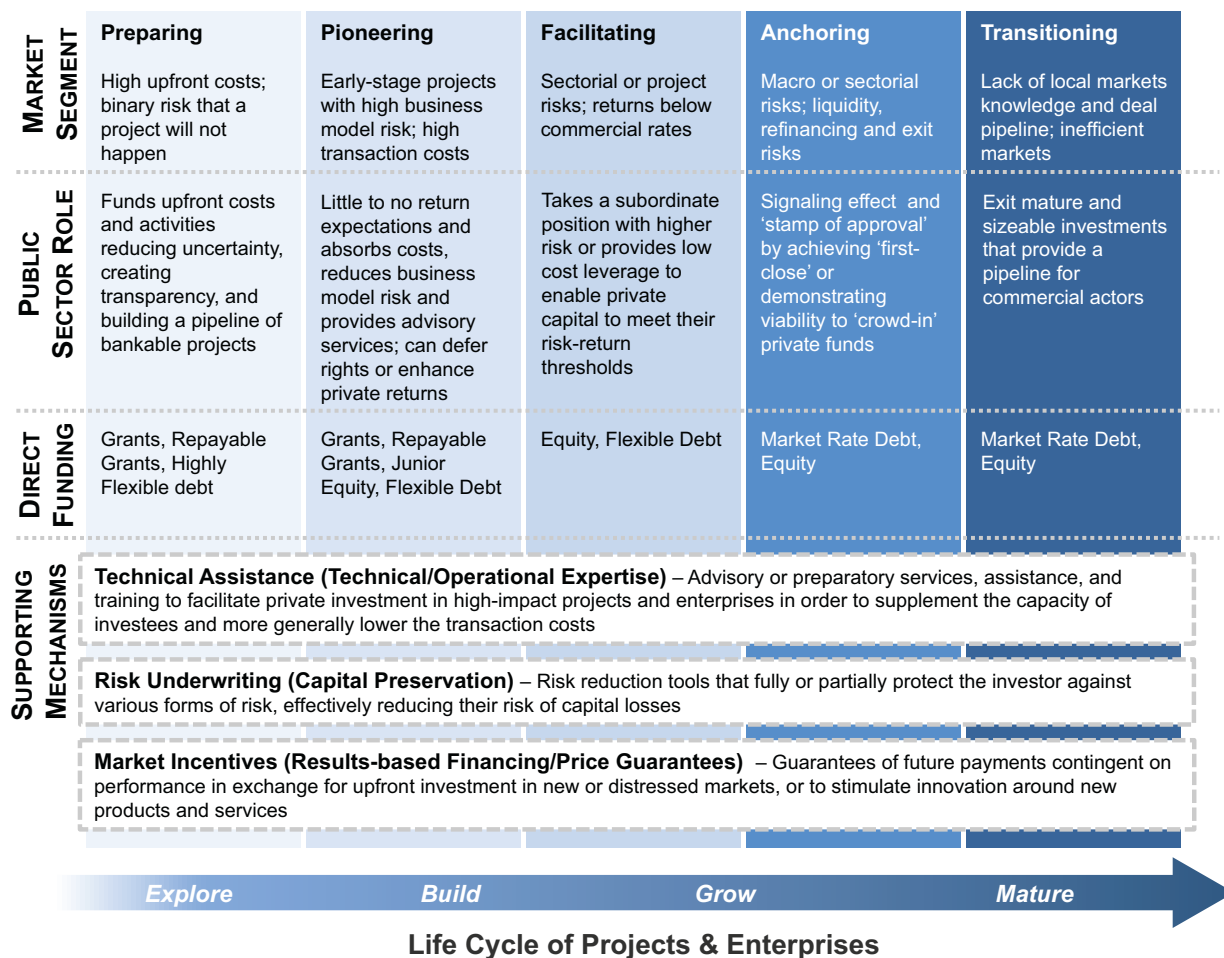 MARKET
SEGMENT
Preparing
High upfront costs;
binary risk that a
project will not
happen
Pioneering
Early-stage projects
with high business
model risk; high
transaction costs
Facilitating
Sectorial or project
risks; returns below
commercial rates
Anchoring
Macro or sectorial
risks; liquidity,
refinancing and exit
risks
Transitioning
Lack of local markets
knowledge and deal
pipeline; inefficient
markets
PUBLIC
SECTOR ROLE
Funds upfront costs
and activities
reducing uncertainty,
creating
transparency, and
building a pipeline of
bankable projects
Little to no return
expectations and
absorbs costs,
reduces business
model risk and
provides advisory
services; can defer
rights or enhance
private returns
Takes a subordinate
position with higher
risk or provides low
cost leverage to
enable private
capital to meet their
risk-return
thresholds
Signaling effect and
‘stamp of approval’
by achieving ‘first-
close’ or
demonstrating
viability to ‘crowd-in’
private funds
Exit mature and
sizeable investments
that provide a
pipeline for
commercial actors
DIRECT
FUNDING
Grants, Repayable
Grants, Highly
Flexible debt
Grants, Repayable
Grants, Junior
Equity, Flexible Debt
Equity, Flexible Debt
Market Rate Debt,
Equity
Market Rate Debt,
Equity
SUPPORTING
MECHANISMS
Technical Assistance (Technical/Operational Expertise) – Advisory or preparatory services, assistance, and
training to facilitate private investment in high-impact projects and enterprises in order to supplement the capacity of
investees and more generally lower the transaction costs
Risk Underwriting (Capital Preservation) – Risk reduction tools that fully or partially protect the investor against
various forms of risk, effectively reducing their risk of capital losses
Market Incentives (Results-based Financing/Price Guarantees) – Guarantees of future payments contingent on
performance in exchange for upfront investment in new or distressed markets, or to stimulate innovation around new
products and services
Explore
Build
Grow
Mature
Life Cycle of Projects & Enterprises